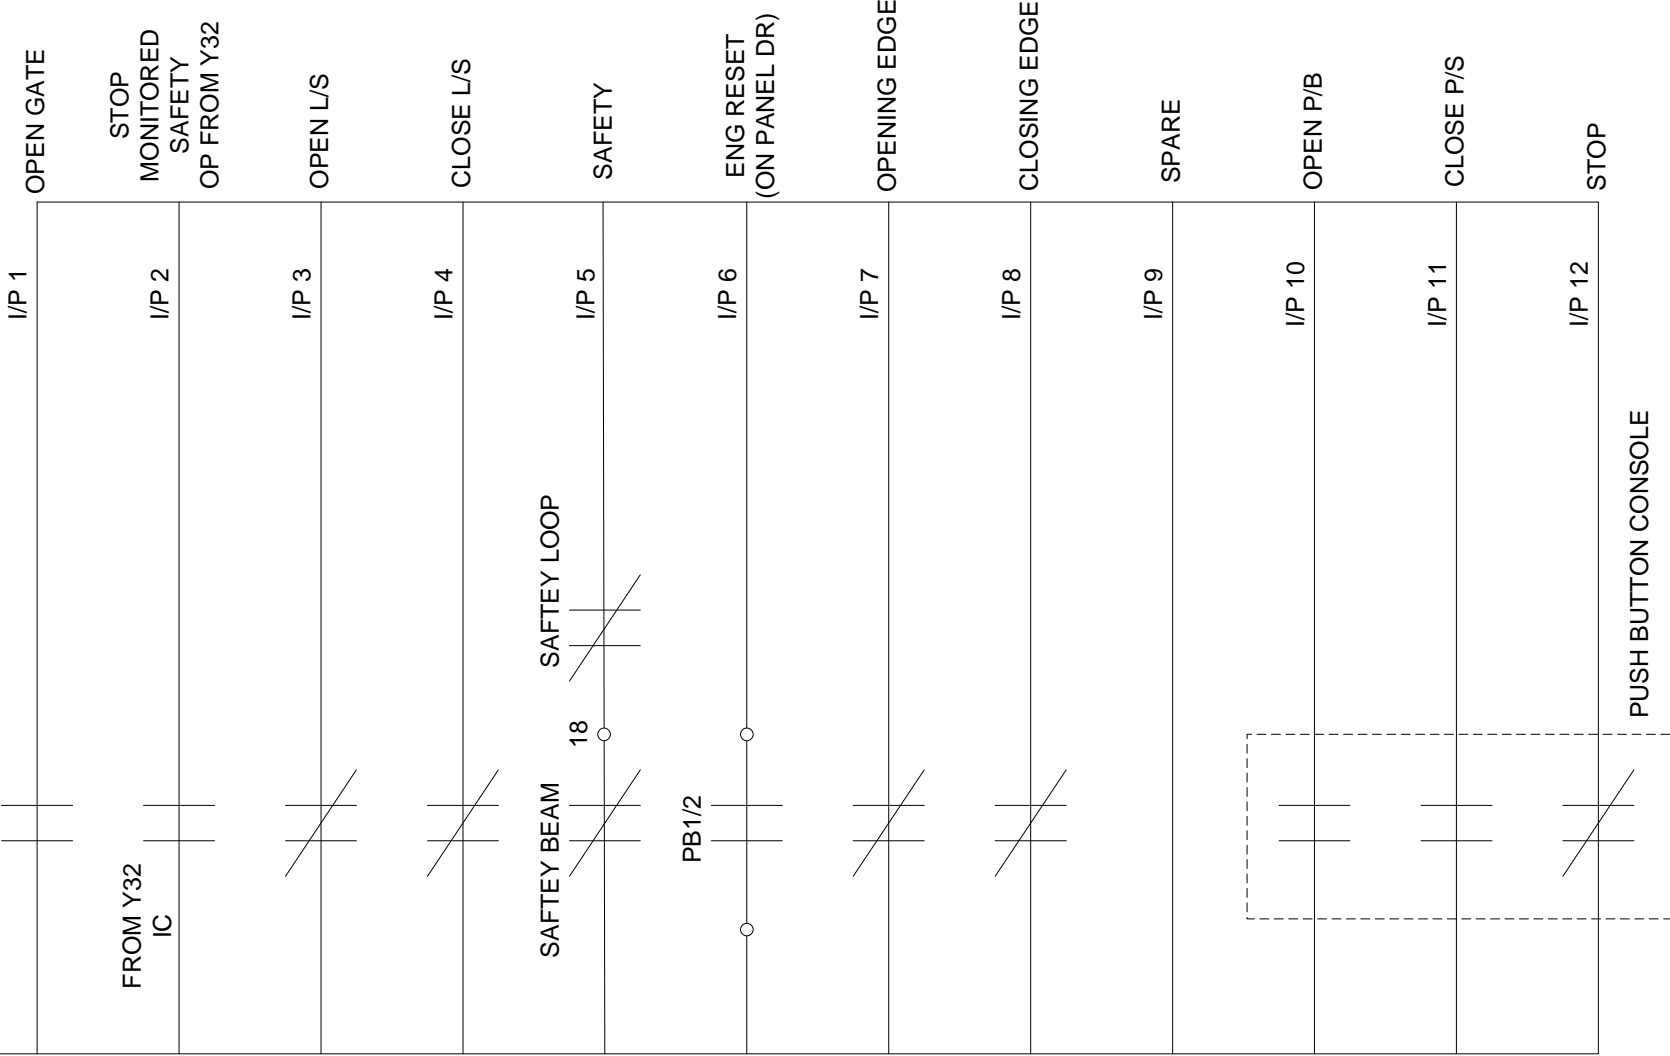 I/P 1
OPEN GATE
FROM Y32
IC
I/P 2
STOP
MONITORED
SAFETY
OP FROM Y32
I/P 3
OPEN L/S
I/P 4
CLOSE L/S
SAFTEY BEAM
18
SAFTEY LOOP
I/P 5
SAFETY
PB1/2
I/P 6
ENG RESET
(ON PANEL DR)
I/P 7
OPENING EDGE
I/P 8
CLOSING EDGE
I/P 9
SPARE
I/P 10
OPEN P/B
I/P 11
CLOSE P/S
I/P 12
STOP
PUSH BUTTON CONSOLE